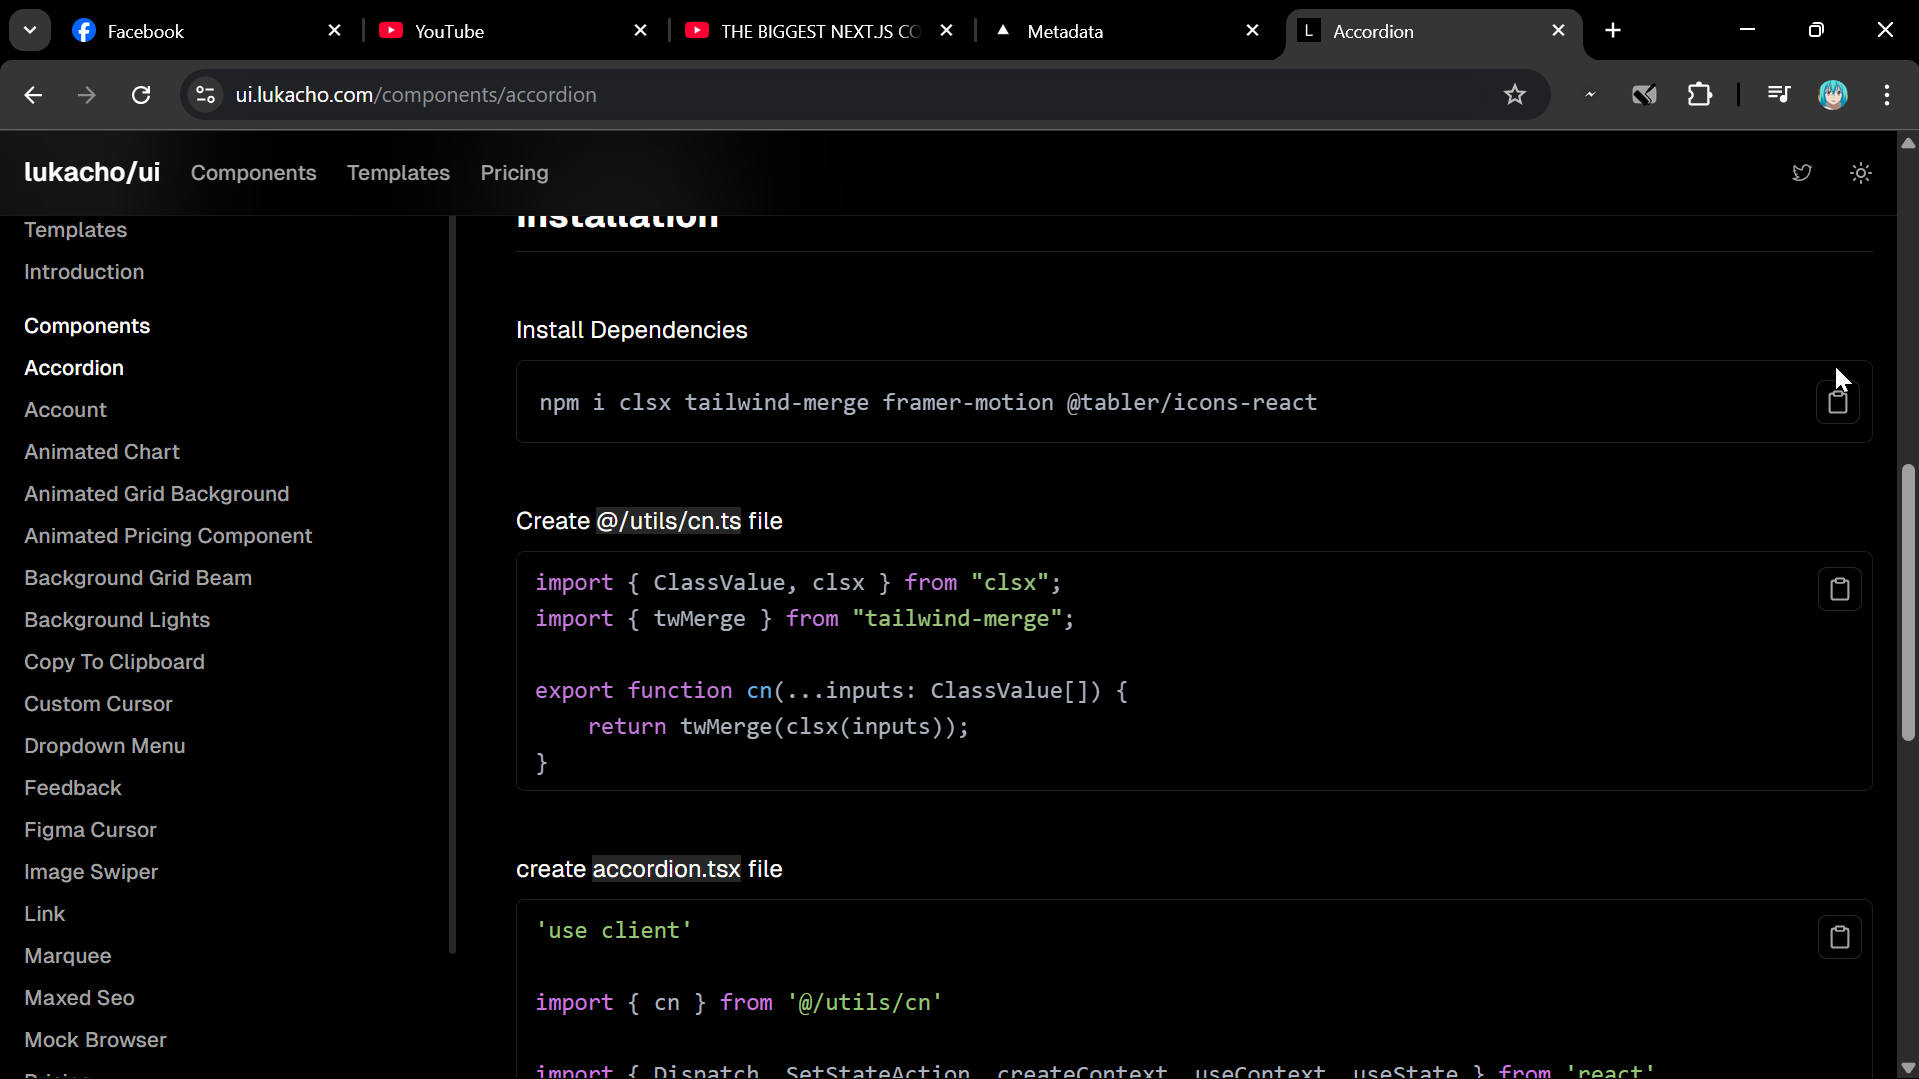 Facebook
YouTube
THE BIGGEST NEXT.JS CO
Metadata
L
Accordion
ui.lukacho.com/components/accordion
lukacho/ui
Components
Templates
Pricing
Templates
Introduction
Components
Accordion
Account
Animated Chart
Animated Grid Background
Animated Pricing Component
Background Grid Beam
Background Lights
Copy To Clipboard
Custom Cursor
Dropdown Menu
Feedback
Figma Cursor
Image Swiper
Link
Marquee
Maxed Seo
Mock Browser
Pricing
Installation
Install Dependencies
npm i clsx tailwind-merge framer-motion @tabler/icons-react
Create @/utils/cn.ts file
import { ClassValue, clsx } from "clsx";
import { twMerge } from "tailwind-merge";
export function cn(...inputs: ClassValue[]) {
return twMerge(clsx(inputs));
}
create accordion.tsx file
'use client'
import { cn } from '@/utils/cn'
import { Dispatch, SetStateAction, createContext, useContext, useState } from 'react'